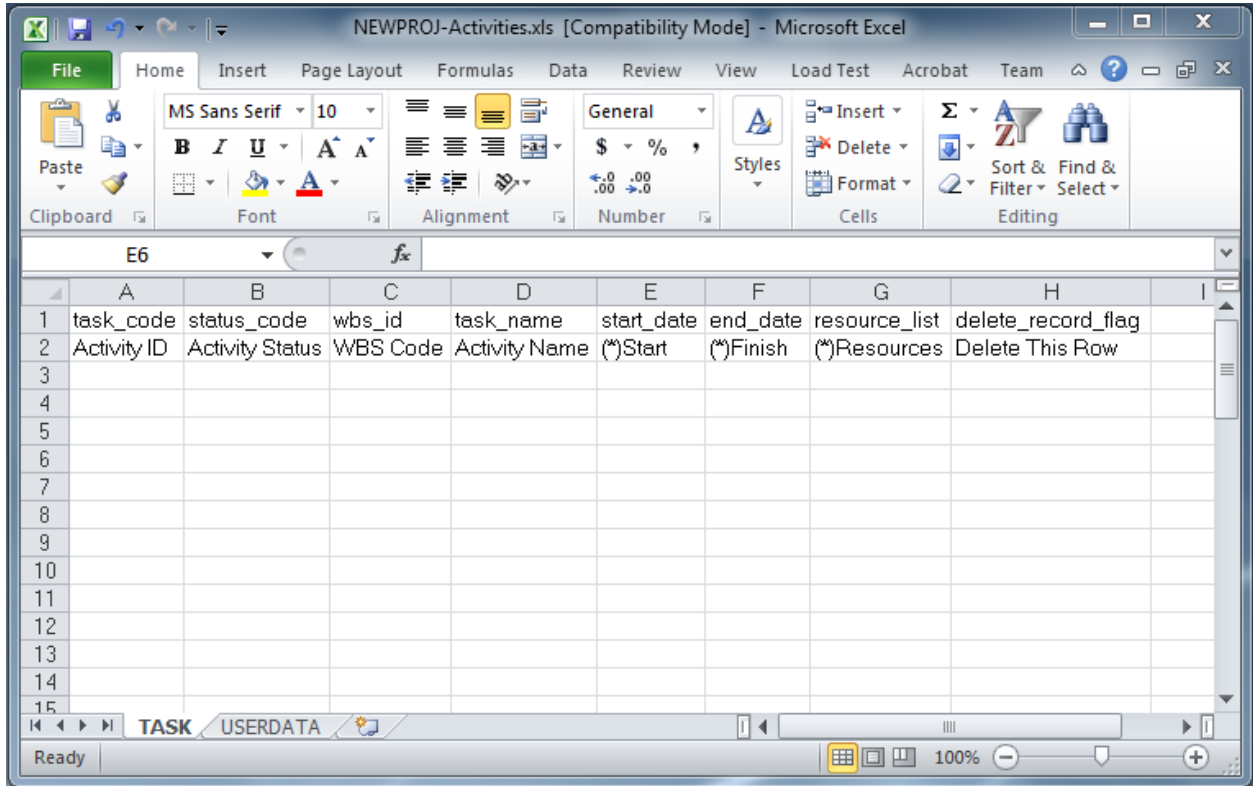 NEWPROJ-Activities.xls [Compatibility Mode] - Microsoft Excel
File Home Insert Page Layout Formulas Data Review View Load Test Acrobat Team
MS Sans Serif 10 General Insert Σ
B I U A A $ % , Delete
Paste Styles Sort & Find &
A .00 .00 Format Filter Select
Clipboard Font Alignment Number Cells Editing
E6 fx
A B C D E F G H I
1 task_code status_code wbs_id task_name start_date end_date resource_list delete_record_flag
2 Activity ID Activity Status WBS Code Activity Name (*)Start (*)Finish (*)Resources Delete This Row
3
4
5
6
7
8
9
10
11
12
13
14
15
TASK USERDATA
Ready 100%